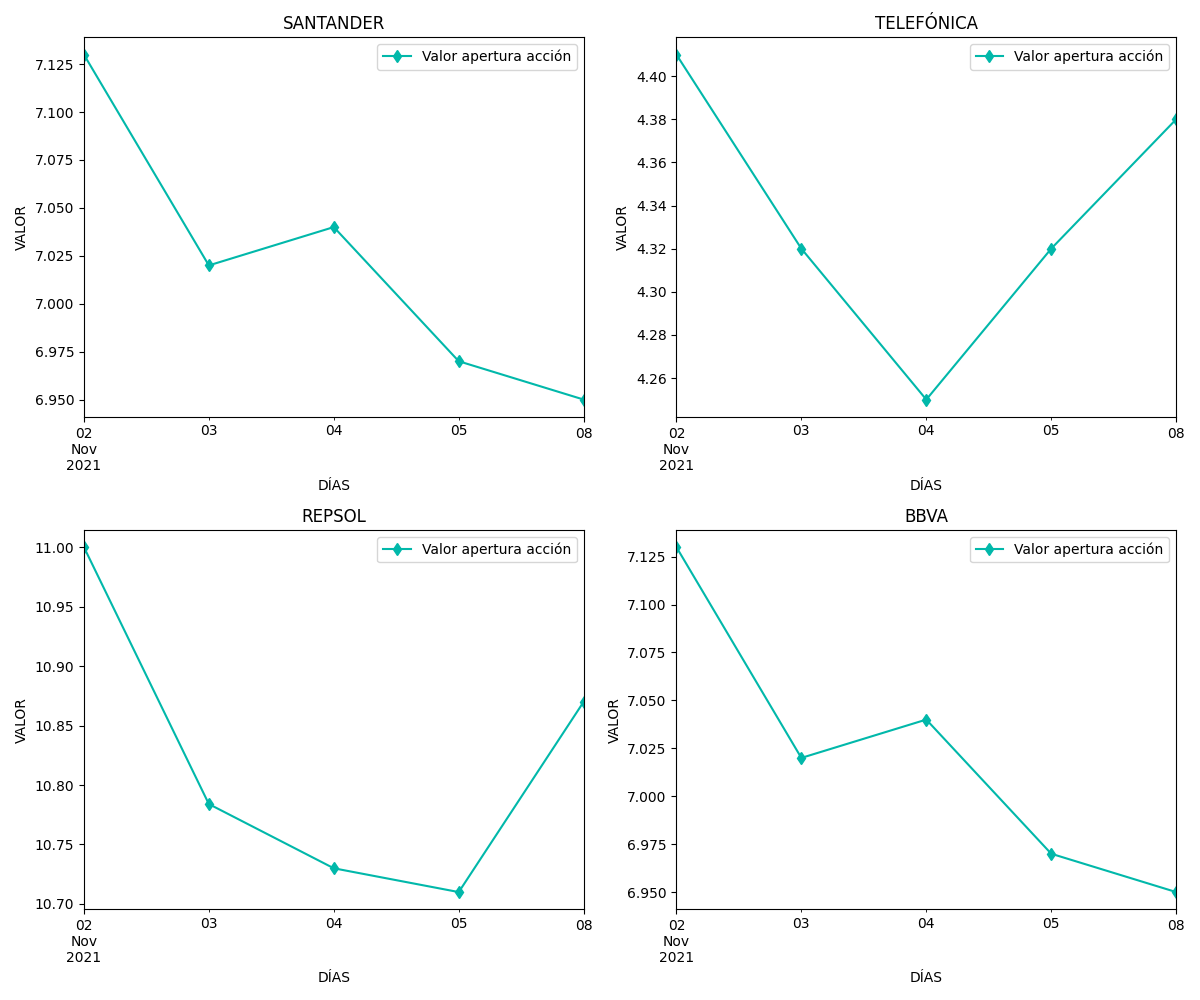 SANTANDER
Valor apertura acción
7.125
7.100
7.075
7.050
7.025
7.000
6.975
6.950
VALOR
02 03 04 05 08
Nov
2021
DÍAS
TELEFÓNICA
Valor apertura acción
4.40
4.38
4.36
4.34
4.32
4.30
4.28
4.26
VALOR
02 03 04 05 08
Nov
2021
DÍAS
REPSOL
Valor apertura acción
11.00
10.95
10.90
10.85
10.80
10.75
10.70
VALOR
02 03 04 05 08
Nov
2021
DÍAS
BBVA
Valor apertura acción
7.125
7.100
7.075
7.050
7.025
7.000
6.975
6.950
VALOR
02 03 04 05 08
Nov
2021
DÍAS